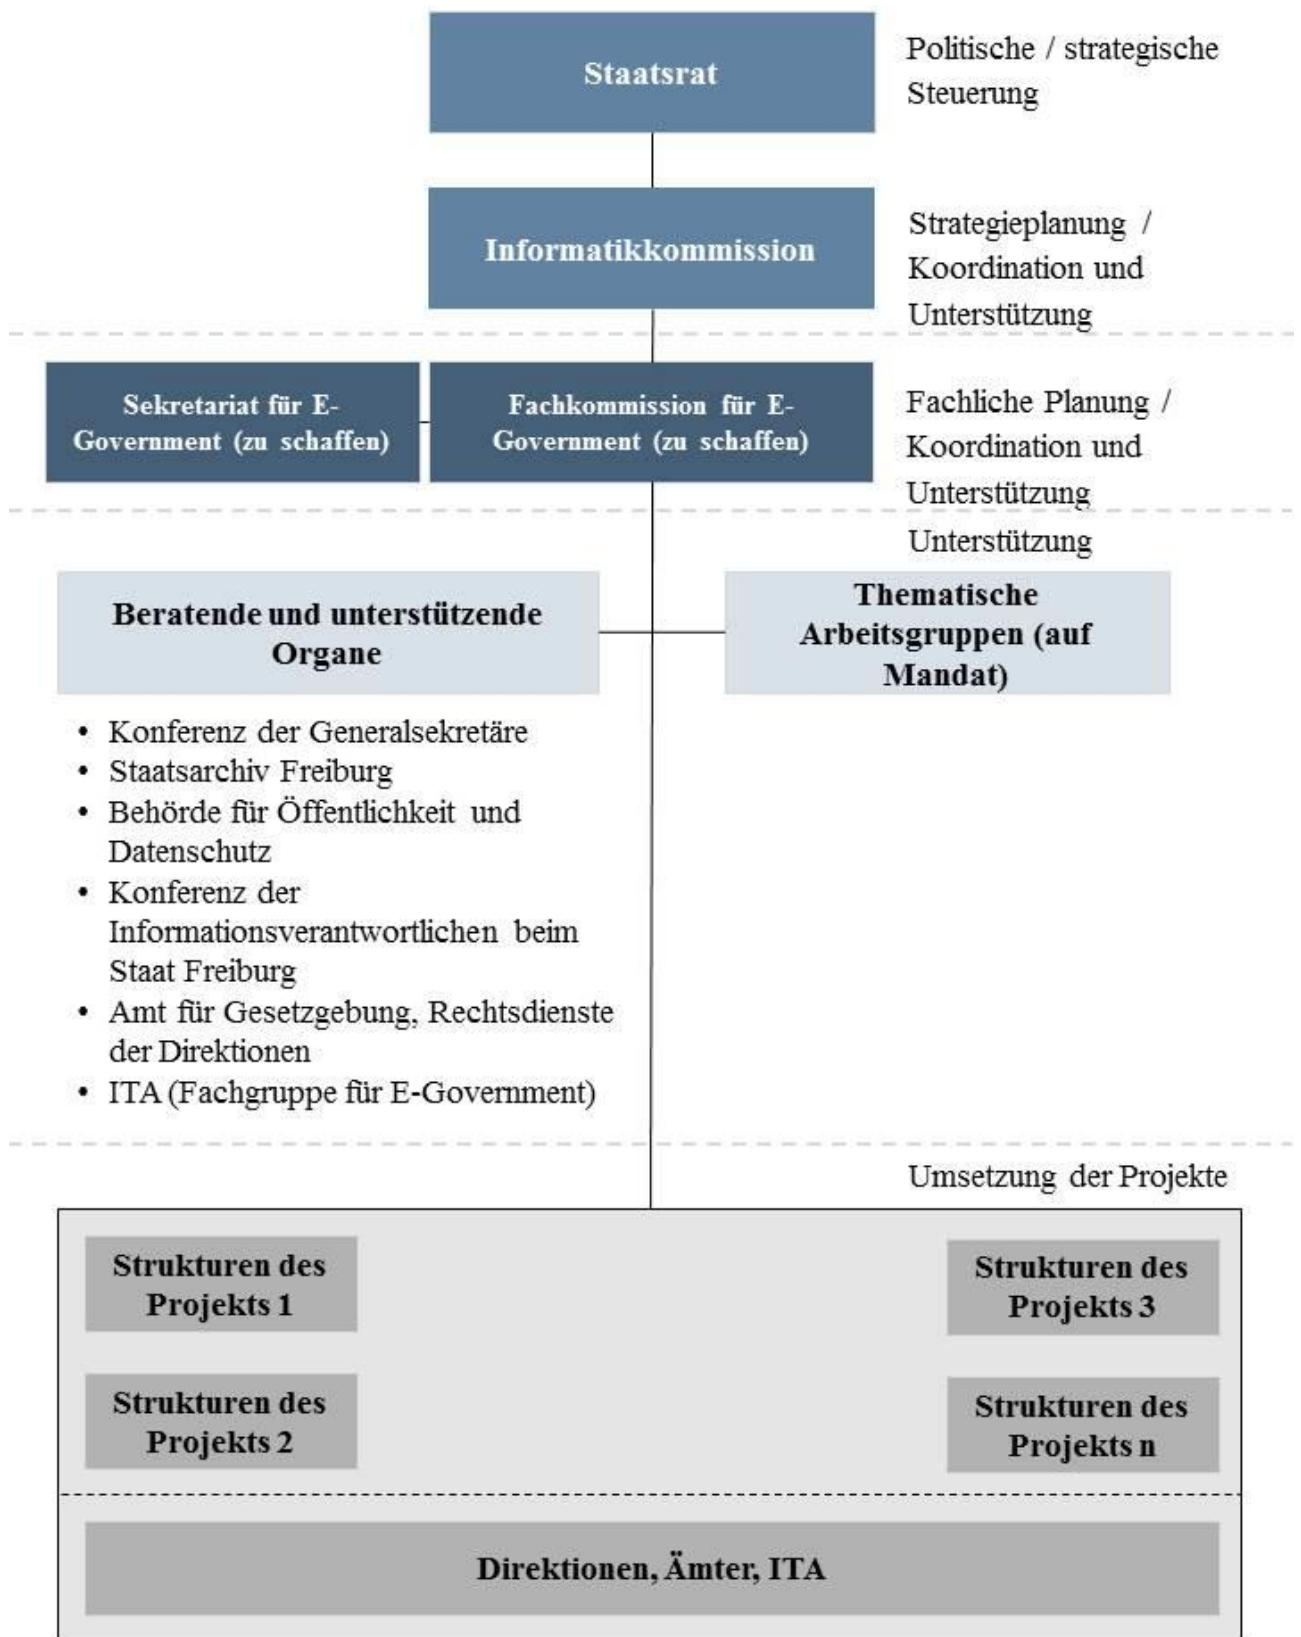 Staatsrat
Politische / strategische
Steuerung
Informatikkommission
Strategieplanung /
Koordination und
Unterstützung
Sekretariat für E-
Government (zu schaffen)
Fachkommission für E-
Government (zu schaffen)
Fachliche Planung /
Koordination und
Unterstützung
Unterstützung
Beratende und unterstützende
Organe
Thematische
Arbeitsgruppen (auf
Mandat)
• Konferenz der Generalsekretäre
• Staatsarchiv Freiburg
• Behörde für Öffentlichkeit und
Datenschutz
• Konferenz der
Informationsverantwortlichen beim
Staat Freiburg
• Amt für Gesetzgebung, Rechtsdienste
der Direktionen
• ITA (Fachgruppe für E-Government)
Umsetzung der Projekte
Strukturen des
Projekts 1
Strukturen des
Projekts 3
Strukturen des
Projekts 2
Strukturen des
Projekts n
Direktionen, Ämter, ITA